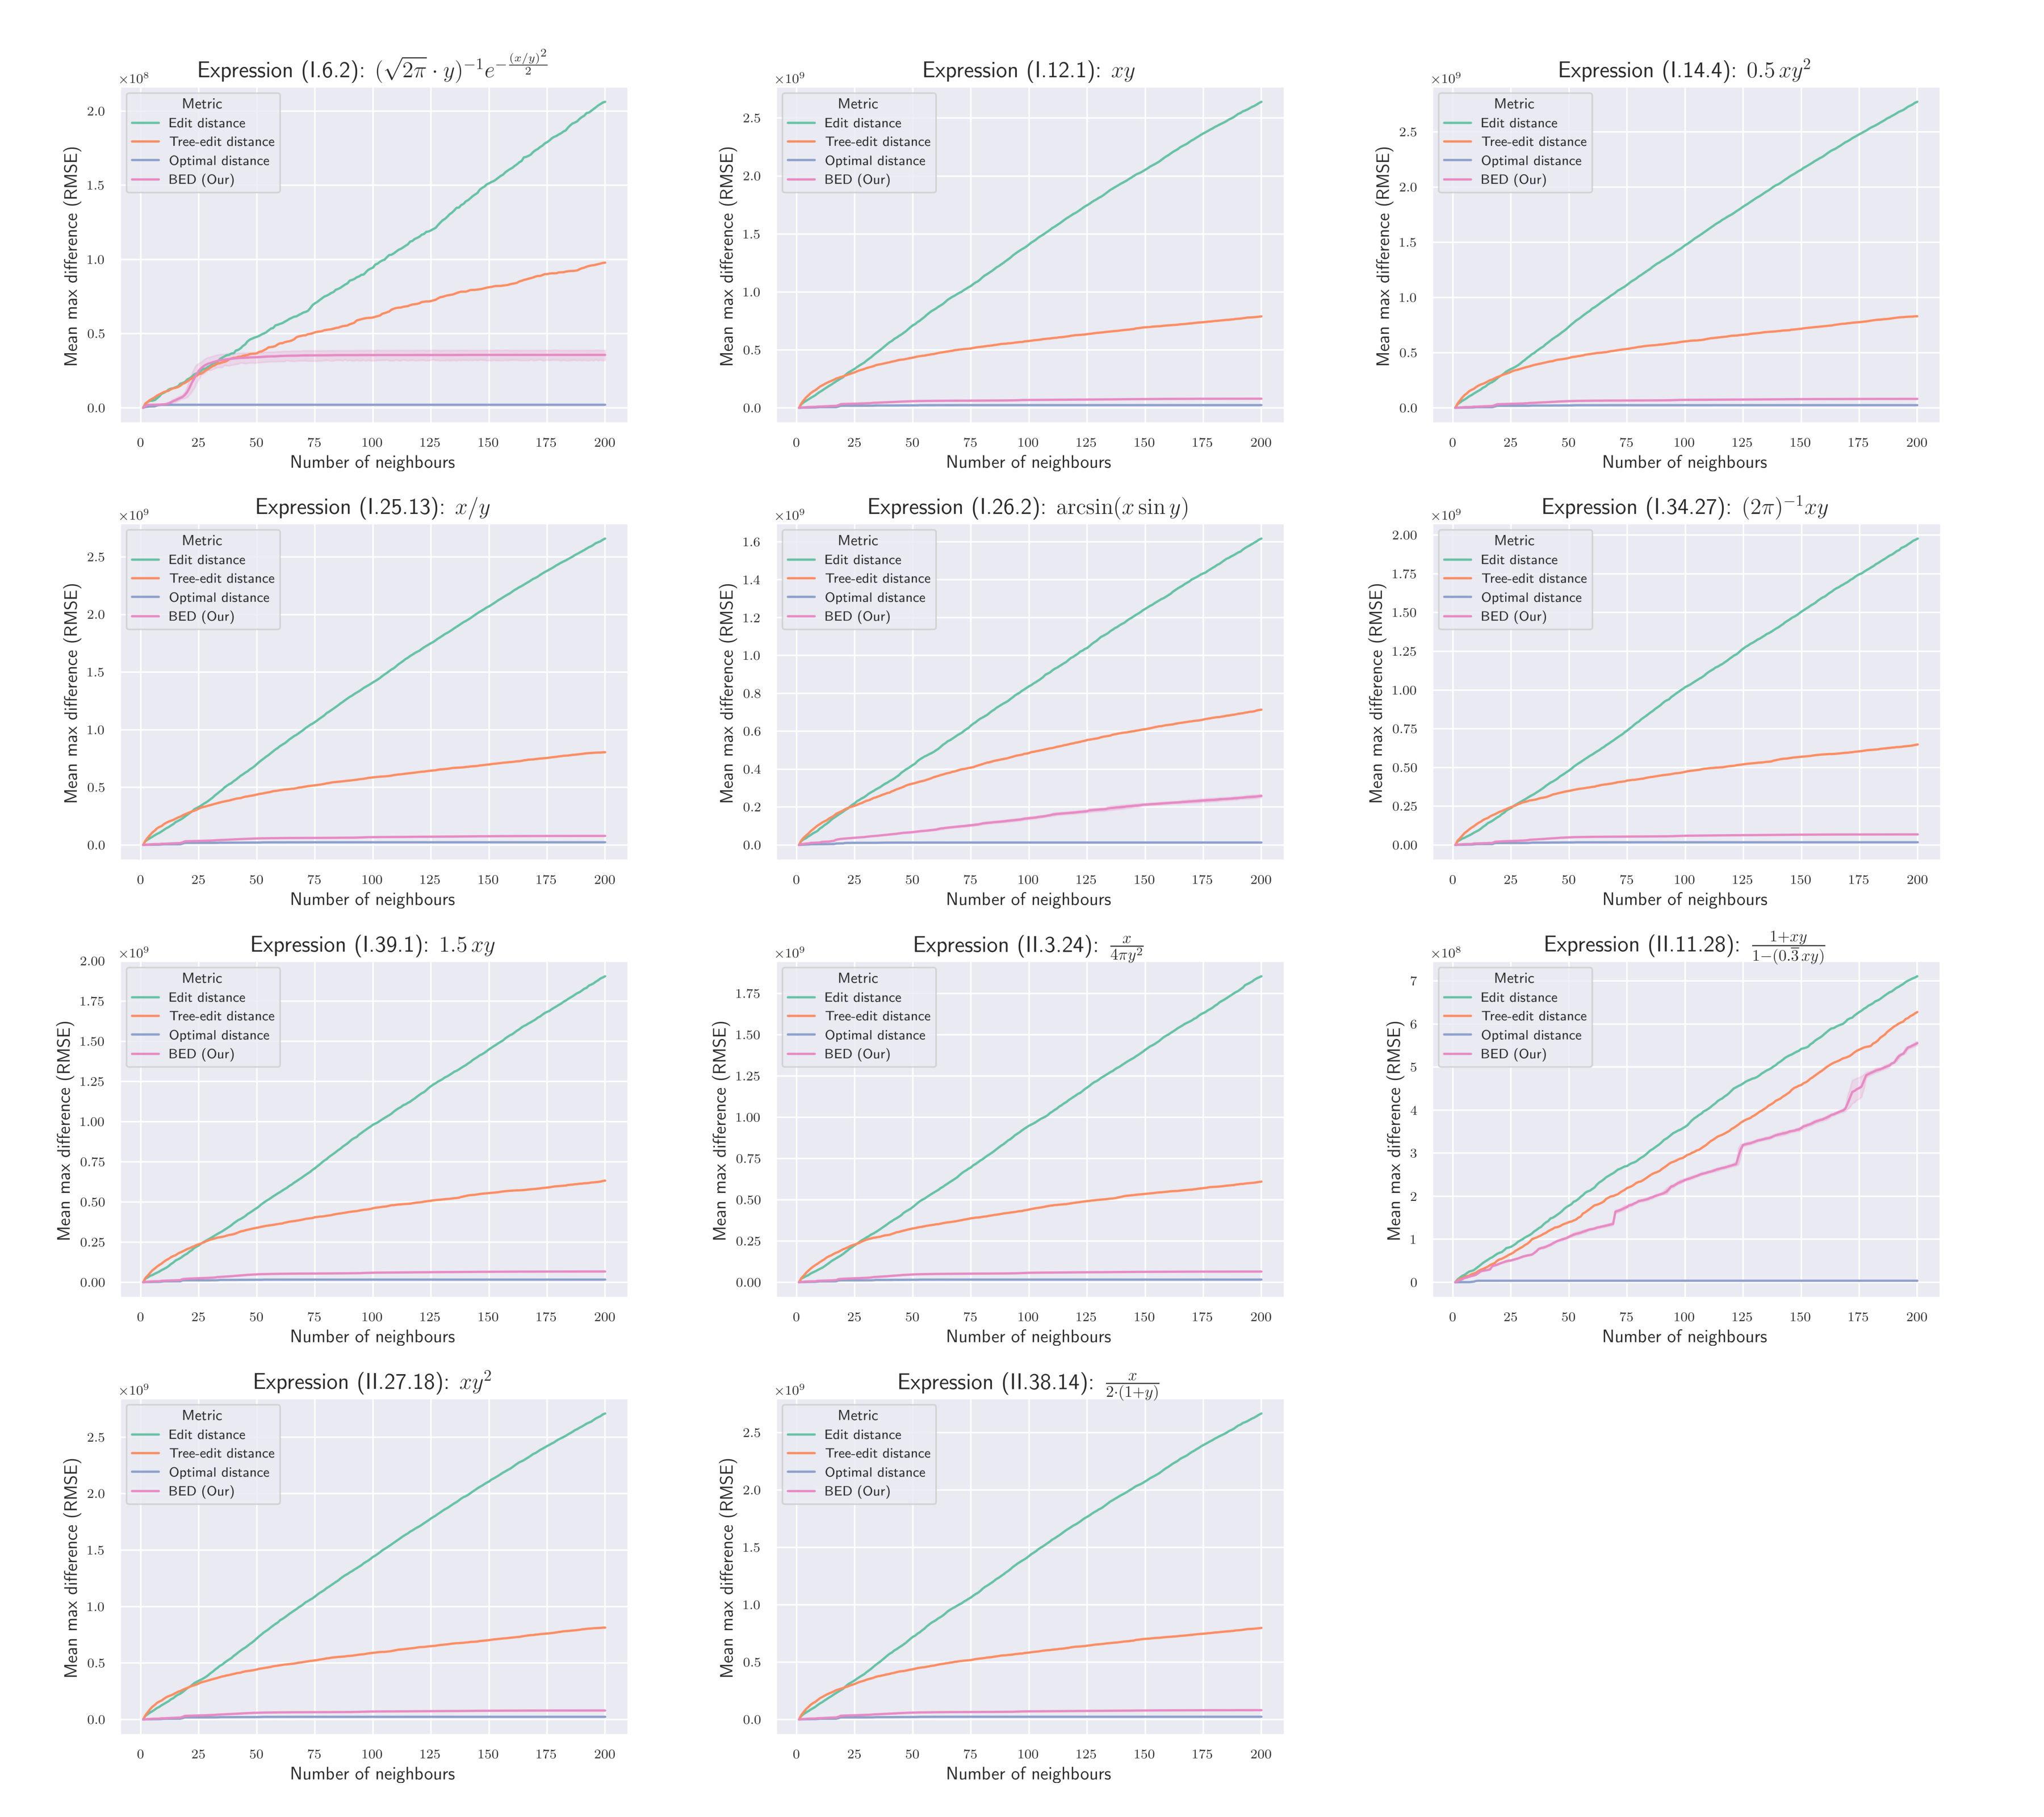 Expression (I.6.2): (√2π · y)⁻¹e^{-\frac{(x/y)^2}{2}}
×10⁸
Metric
Edit distance
Tree-edit distance
Optimal distance
BED (Our)
2.0
1.5
1.0
0.5
0.0
Mean max difference (RMSE)
0 25 50 75 100 125 150 175 200
Number of neighbours
Expression (I.12.1): xy
×10⁹
Metric
Edit distance
Tree-edit distance
Optimal distance
BED (Our)
2.5
2.0
1.5
1.0
0.5
0.0
Mean max difference (RMSE)
0 25 50 75 100 125 150 175 200
Number of neighbours
Expression (I.14.4): 0.5 xy²
×10⁹
Metric
Edit distance
Tree-edit distance
Optimal distance
BED (Our)
2.5
2.0
1.5
1.0
0.5
0.0
Mean max difference (RMSE)
0 25 50 75 100 125 150 175 200
Number of neighbours
Expression (I.25.13): x/y
×10⁹
Metric
Edit distance
Tree-edit distance
Optimal distance
BED (Our)
2.5
2.0
1.5
1.0
0.5
0.0
Mean max difference (RMSE)
0 25 50 75 100 125 150 175 200
Number of neighbours
Expression (I.26.2): arcsin(x sin y)
×10⁹
Metric
Edit distance
Tree-edit distance
Optimal distance
BED (Our)
1.6
1.4
1.2
1.0
0.8
0.6
0.4
0.2
0.0
Mean max difference (RMSE)
0 25 50 75 100 125 150 175 200
Number of neighbours
Expression (I.34.27): (2π)⁻¹xy
×10⁹
Metric
Edit distance
Tree-edit distance
Optimal distance
BED (Our)
2.00
1.75
1.50
1.25
1.00
0.75
0.50
0.25
0.00
Mean max difference (RMSE)
0 25 50 75 100 125 150 175 200
Number of neighbours
Expression (I.39.1): 1.5 xy
×10⁹
Metric
Edit distance
Tree-edit distance
Optimal distance
BED (Our)
2.00
1.75
1.50
1.25
1.00
0.75
0.50
0.25
0.00
Mean max difference (RMSE)
0 25 50 75 100 125 150 175 200
Number of neighbours
Expression (II.3.24): \frac{x}{4πy²}
×10⁹
Metric
Edit distance
Tree-edit distance
Optimal distance
BED (Our)
1.75
1.50
1.25
1.00
0.75
0.50
0.25
0.00
Mean max difference (RMSE)
0 25 50 75 100 125 150 175 200
Number of neighbours
Expression (II.11.28): \frac{1+xy}{1-(0.\overline{3}xy)}
×10⁸
Metric
Edit distance
Tree-edit distance
Optimal distance
BED (Our)
7
6
5
4
3
2
1
0
Mean max difference (RMSE)
0 25 50 75 100 125 150 175 200
Number of neighbours
Expression (II.27.18): xy²
×10⁹
Metric
Edit distance
Tree-edit distance
Optimal distance
BED (Our)
2.5
2.0
1.5
1.0
0.5
0.0
Mean max difference (RMSE)
0 25 50 75 100 125 150 175 200
Number of neighbours
Expression (II.38.14): \frac{x}{2·(1+y)}
×10⁹
Metric
Edit distance
Tree-edit distance
Optimal distance
BED (Our)
2.5
2.0
1.5
1.0
0.5
0.0
Mean max difference (RMSE)
0 25 50 75 100 125 150 175 200
Number of neighbours